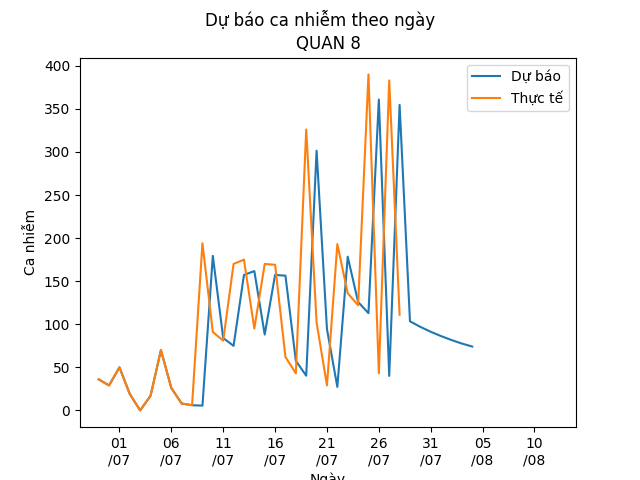 Dự báo ca nhiễm theo ngày
QUAN 8
Dự báo
Thực tế
Ca nhiễm
400
350
300
250
200
150
100
50
0
01 06 11 16 21 26 31 05 10
/07 /07 /07 /07 /07 /07 /07 /08 /08
Ngày